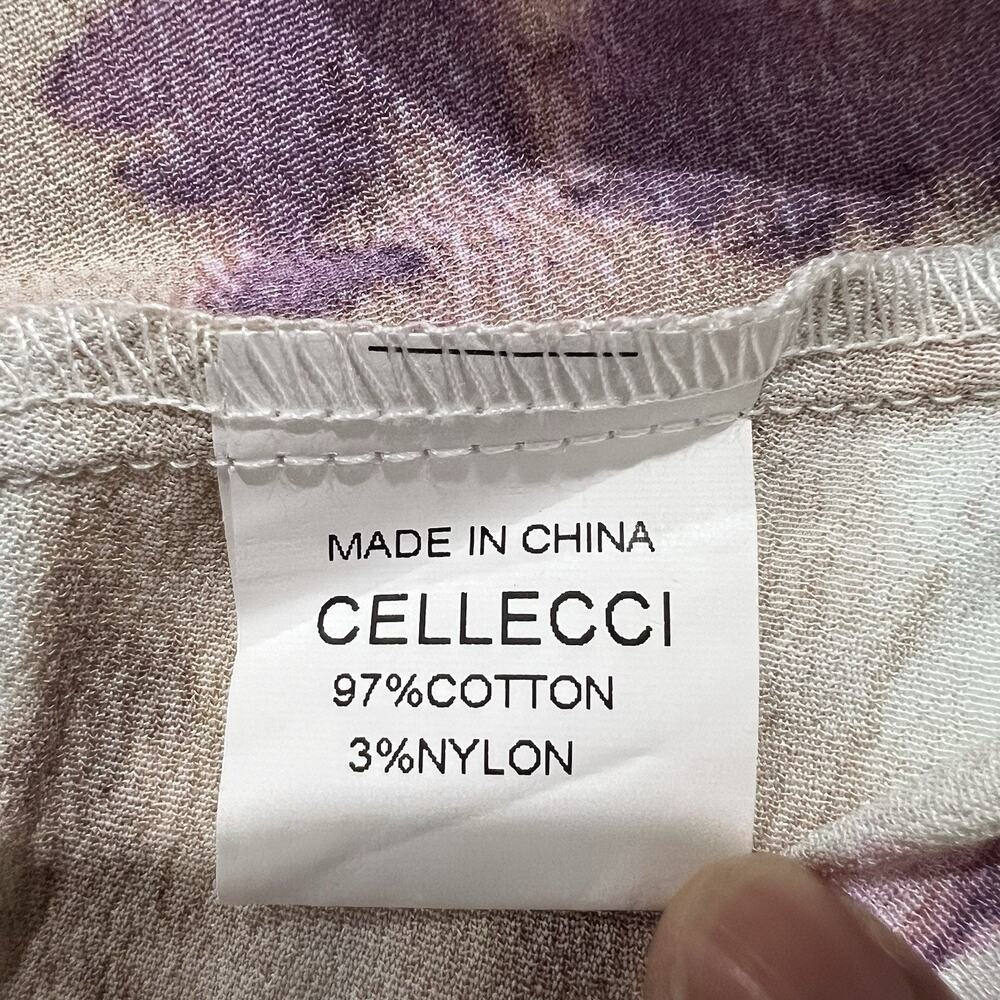 MADE IN CHINA
CELLECCI
97%COTTON
3%NYLON